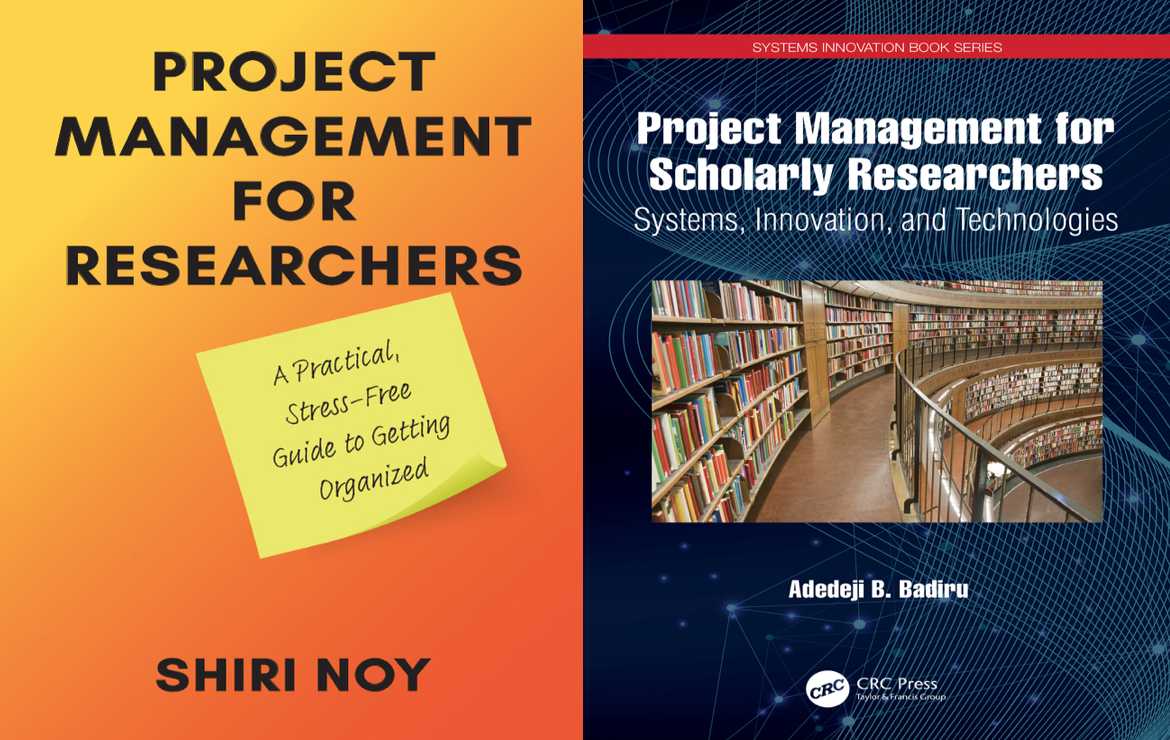 PROJECT
MANAGEMENT
FOR
RESEARCHERS
A Practical,
Stress-Free
Guide to Getting
Organized
SHIRI NOY
SYSTEMS INNOVATION BOOK SERIES
Project Management for
Scholarly Researchers
Systems, Innovation, and Technologies
Adedeji B. Badiru
CRC
CRC Press
Taylor & Francis Group